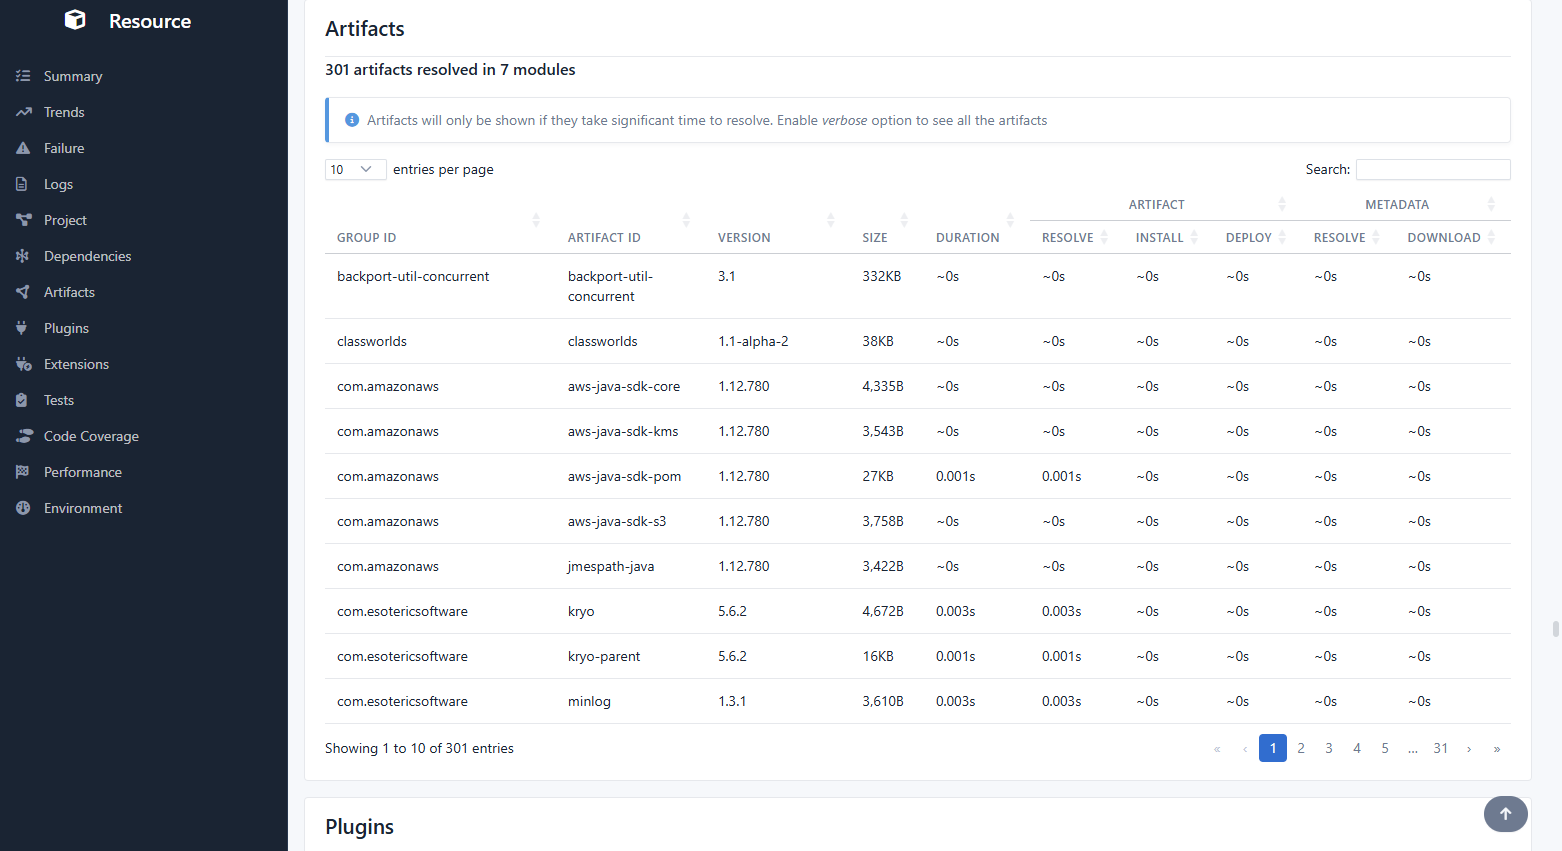 Resource
Summary
Trends
Failure
Logs
Project
Dependencies
Artifacts
Plugins
Extensions
Tests
Code Coverage
Performance
Environment
Artifacts
301 artifacts resolved in 7 modules
Artifacts will only be shown if they take significant time to resolve. Enable verbose option to see all the artifacts
10 entries per page Search:
ARTIFACT METADATA
GROUP ID ARTIFACT ID VERSION SIZE DURATION RESOLVE INSTALL DEPLOY RESOLVE DOWNLOAD
backport-util-concurrent backport-util-concurrent 3.1 332KB ~0s ~0s ~0s ~0s ~0s ~0s
classworlds classworlds 1.1-alpha-2 38KB ~0s ~0s ~0s ~0s ~0s ~0s
com.amazonaws aws-java-sdk-core 1.12.780 4,335B ~0s ~0s ~0s ~0s ~0s ~0s
com.amazonaws aws-java-sdk-kms 1.12.780 3,543B ~0s ~0s ~0s ~0s ~0s ~0s
com.amazonaws aws-java-sdk-pom 1.12.780 27KB 0.001s 0.001s ~0s ~0s ~0s ~0s
com.amazonaws aws-java-sdk-s3 1.12.780 3,758B ~0s ~0s ~0s ~0s ~0s ~0s
com.amazonaws jmespath-java 1.12.780 3,422B ~0s ~0s ~0s ~0s ~0s ~0s
com.esotericsoftware kryo 5.6.2 4,672B 0.003s 0.003s ~0s ~0s ~0s ~0s
com.esotericsoftware kryo-parent 5.6.2 16KB 0.001s 0.001s ~0s ~0s ~0s ~0s
com.esotericsoftware minlog 1.3.1 3,610B 0.003s 0.003s ~0s ~0s ~0s ~0s
Showing 1 to 10 of 301 entries « ‹ 1 2 3 4 5 … 31 › »
Plugins